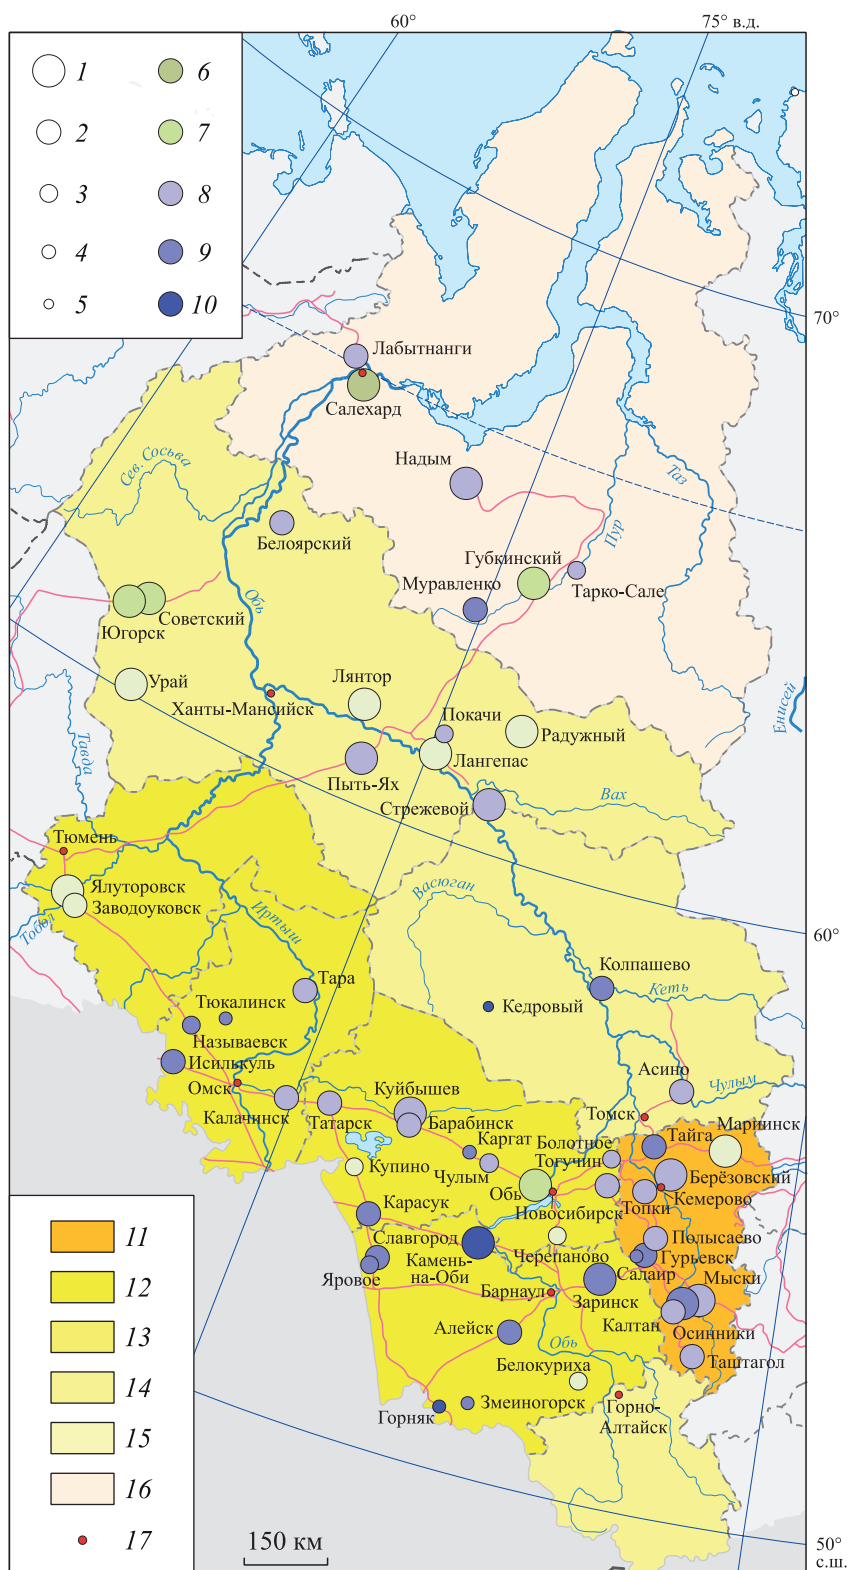 60°
75° в.д.
1
6
2
7
3
8
4
9
5
10
70°
Лабытнанги
Салехард
Сев. Сосьва
Надым
Таз
Белоярский
Обь
Пур
Губкинский
Муравленко
Тарко-Сале
Советский
Югорск
Урай
Лянтор
Ханты-Мансийск
Енисей
Покачи
Радужный
Тавда
Лангепас
Пыть-Ях
Стрежевой
Вах
Тюмень
Ялуторовск
Заводоуковск
Тобол
Васюган
Иртыш
60°
Тара
Колпашево
Кеть
Тюкалинск
Кедровый
Называевск
Исилькуль
Омск
Асино
Чулым
Калачинск
Куйбышев
Томск
Татарск
Барабинск
Мариинск
Каргат
Болотное
Тайга
Купино
Чулым
Тогучин
Берёзовский
Обь
Кемерово
Карасук
Новосибирск
Топки
Славгород
Полысаево
Камень-
на-Оби
Черепаново
Гурьевск
Яровое
Салаир
Мыски
Барнаул
Заринск
Калтан
Алейск
Осинники
Обь
Таштагол
Белокуриха
Змеиногорск
Горняк
Горно-
Алтайск
11
12
13
14
15
16
17
150 км
50°
с.ш.